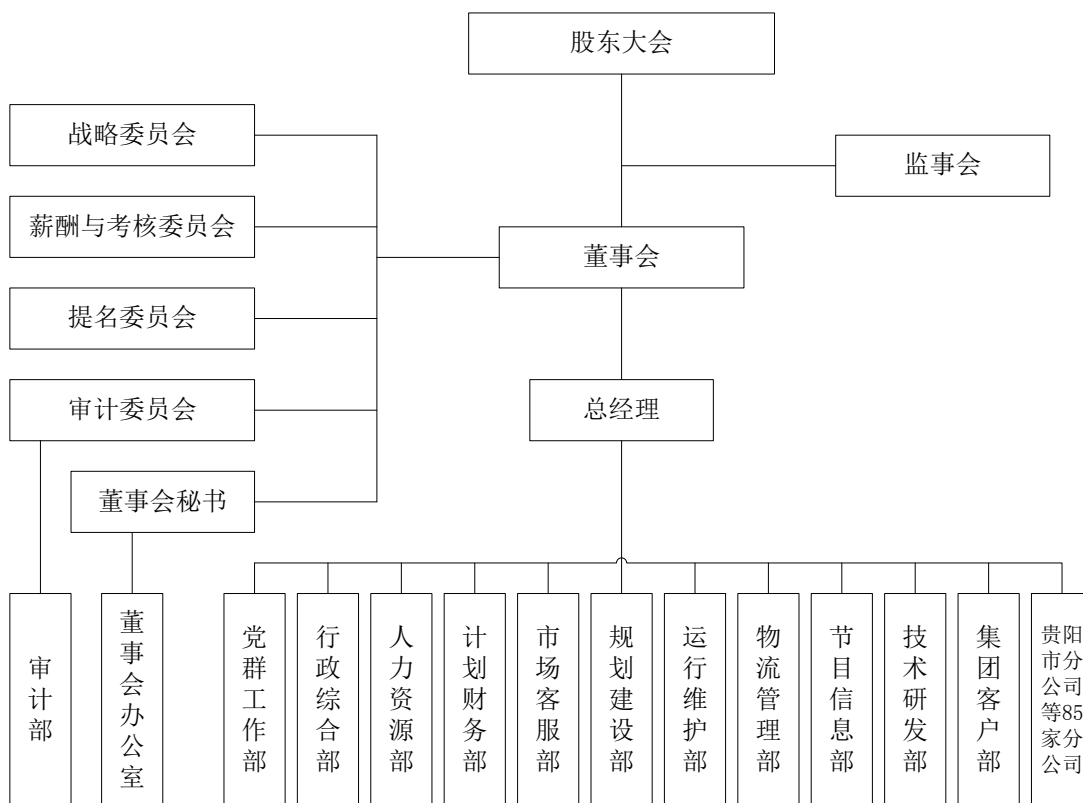 股东大会
战略委员会
监事会
薪酬与考核委员会
董事会
提名委员会
审计委员会
总经理
董事会秘书
审计部
董事会办公室
党群工作部
行政综合部
人力资源部
计划财务部
市场客服部
规划建设部
运行维护部
物流管理部
节目信息部
技术研发部
集团客户部
贵阳
市分
公司
等85
家分
公司